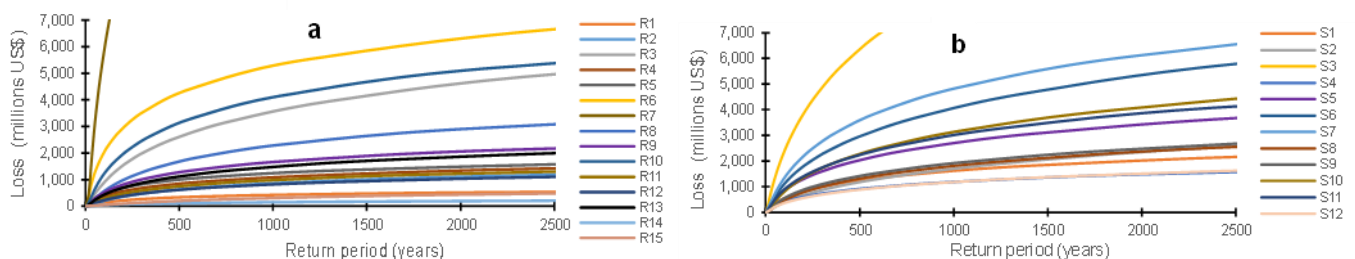 a
7,000
6,000
5,000
4,000
3,000
2,000
1,000
0
Loss (millions US$)
0 500 1000 1500 2000 2500
Return period (years)
R1
R2
R3
R4
R5
R6
R7
R8
R9
R10
R11
R12
R13
R14
R15
b
7,000
6,000
5,000
4,000
3,000
2,000
1,000
0
Loss (millions US$)
0 500 1000 1500 2000 2500
Return period (years)
S1
S2
S3
S4
S5
S6
S7
S8
S9
S10
S11
S12